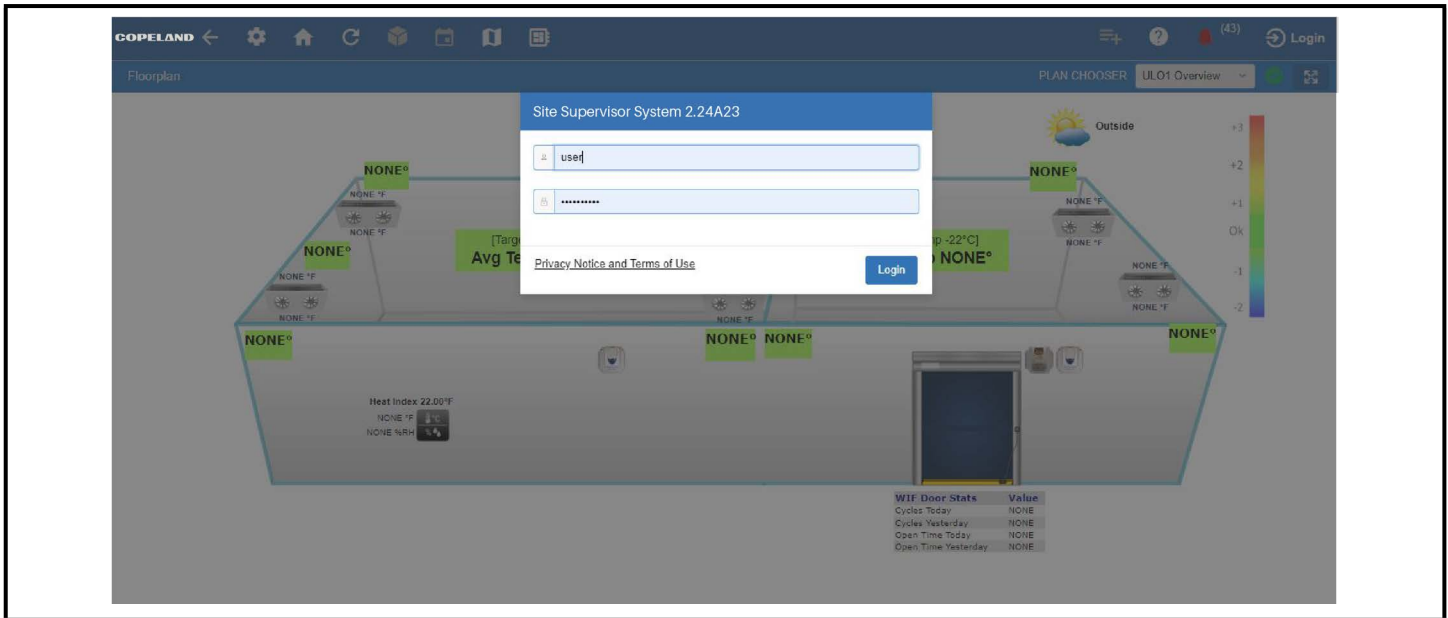 COPELAND
(43)
Login
Floorplan
PLAN CHOOSER
ULO1 Overview
Site Supervisor System 2.24A23
user
••••••••••
Privacy Notice and Terms of Use
Login
Outside
+3
+2
+1
Ok
-1
-2
NONE°
NONE °F
NONE °F
NONE°
NONE °F
NONE °F
NONE°
[Targe
Avg Te
p -22°C]
NONE°
NONE°
NONE °F
NONE °F
NONE °F
NONE °F
NONE °F
NONE° NONE°
NONE°
Heat Index 22.00°F
NONE °F
NONE %RH
WIF Door Stats Value
Cycles Today NONE
Cycles Yesterday NONE
Open Time Today NONE
Open Time Yesterday NONE